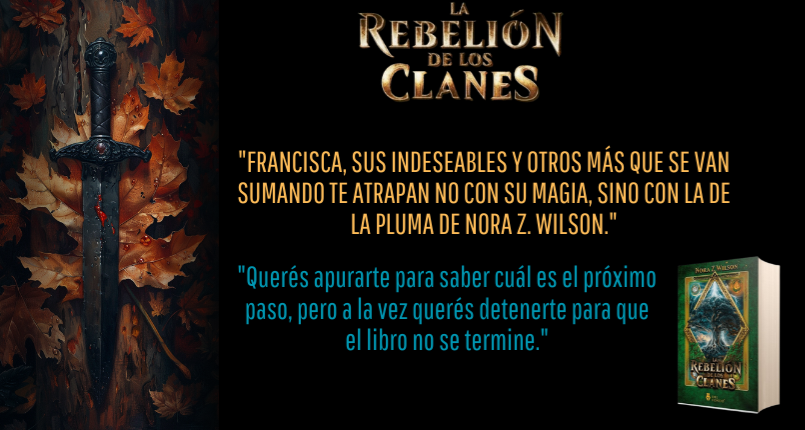 LA
REBELIÓN
DE LOS
CLANES
"FRANCISCA, SUS INDESEABLES Y OTROS MÁS QUE SE VAN
SUMANDO TE ATRAPAN NO CON SU MAGIA, SINO CON LA DE
LA PLUMA DE NORA Z. WILSON."
"Querés apurarte para saber cuál es el próximo
paso, pero a la vez querés detenerte para que
el libro no se termine."
NORA Z. WILSON
LA
REBELIÓN
DE LOS
CLANES